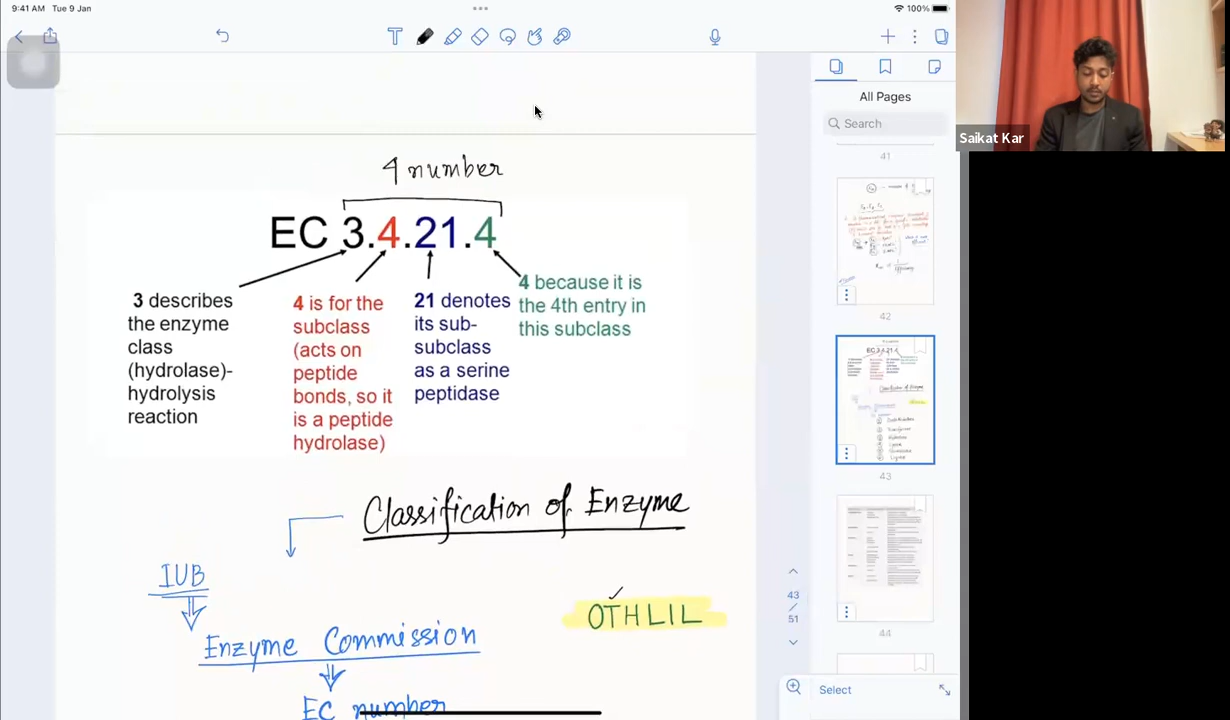 9:41 AM Tue 9 Jan
100%
All Pages
Search
Saikat Kar
4 number
EC 3.4.21.4
3 describes
the enzyme
class
(hydrolase)-
hydrolysis
reaction
4 is for the
subclass
(acts on
peptide
bonds, so it
is a peptide
hydrolase)
21 denotes
its sub-
subclass
as a serine
peptidase
4 because it is
the 4th entry in
this subclass
Classification of Enzyme
IUB
OTHLIL
Enzyme Commission
EC number
41
42
43
44
43
/
51
Select